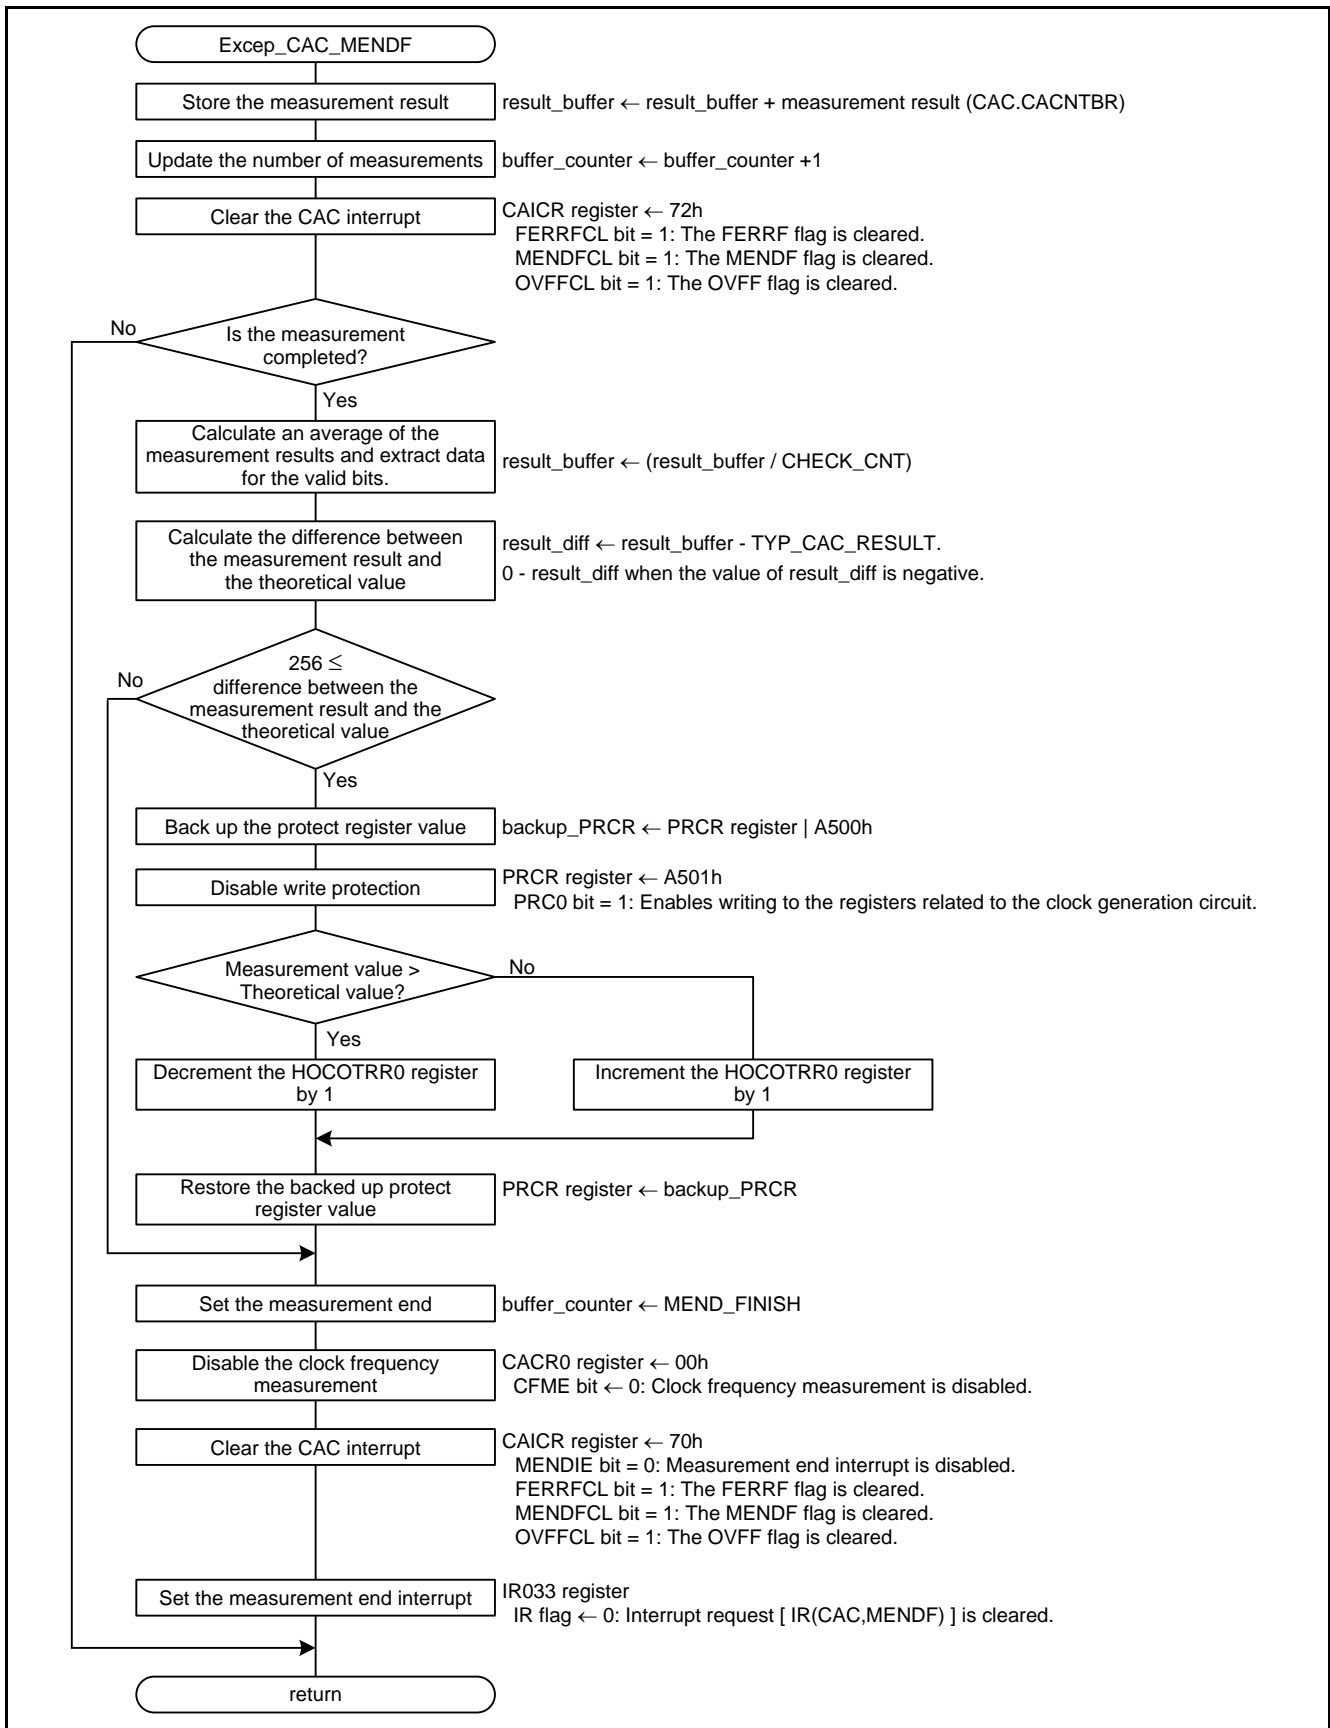 Excep_CAC_MENDF
Store the measurement result
result_buffer ← result_buffer + measurement result (CAC.CACNTBR)
Update the number of measurements
buffer_counter ← buffer_counter +1
Clear the CAC interrupt
CAICR register ← 72h
FERRFCL bit = 1: The FERRF flag is cleared.
MENDFCL bit = 1: The MENDF flag is cleared.
OVFFCL bit = 1: The OVFF flag is cleared.
No
Is the measurement
completed?
Yes
Calculate an average of the
measurement results and extract data
for the valid bits.
result_buffer ← (result_buffer / CHECK_CNT)
Calculate the difference between
the measurement result and
the theoretical value
result_diff ← result_buffer - TYP_CAC_RESULT.
0 - result_diff when the value of result_diff is negative.
No
256 ≤
difference between the
measurement result and the
theoretical value
Yes
Back up the protect register value
backup_PRCR ← PRCR register | A500h
Disable write protection
PRCR register ← A501h
PRC0 bit = 1: Enables writing to the registers related to the clock generation circuit.
Measurement value >
Theoretical value?
No
Yes
Decrement the HOCOTRR0 register
by 1
Increment the HOCOTRR0 register
by 1
Restore the backed up protect
register value
PRCR register ← backup_PRCR
Set the measurement end
buffer_counter ← MEND_FINISH
Disable the clock frequency
measurement
CACR0 register ← 00h
CFME bit ← 0: Clock frequency measurement is disabled.
Clear the CAC interrupt
CAICR register ← 70h
MENDIE bit = 0: Measurement end interrupt is disabled.
FERRFCL bit = 1: The FERRF flag is cleared.
MENDFCL bit = 1: The MENDF flag is cleared.
OVFFCL bit = 1: The OVFF flag is cleared.
Set the measurement end interrupt
IR033 register
IR flag ← 0: Interrupt request [ IR(CAC,MENDF) ] is cleared.
return